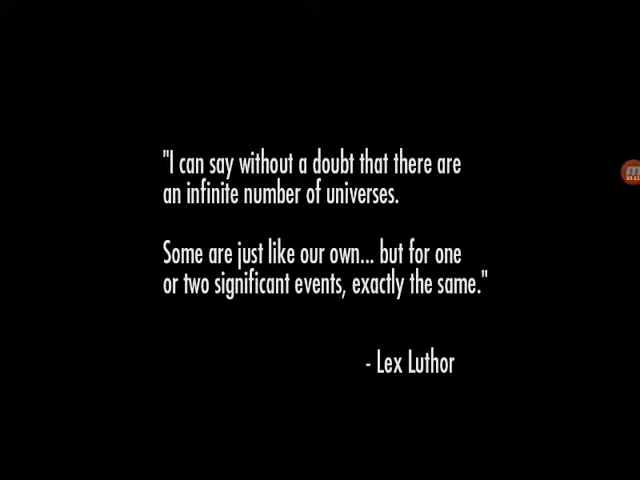 "I can say without a doubt that there are
an infinite number of universes.
Some are just like our own... but for one
or two significant events, exactly the same."
- Lex Luthor